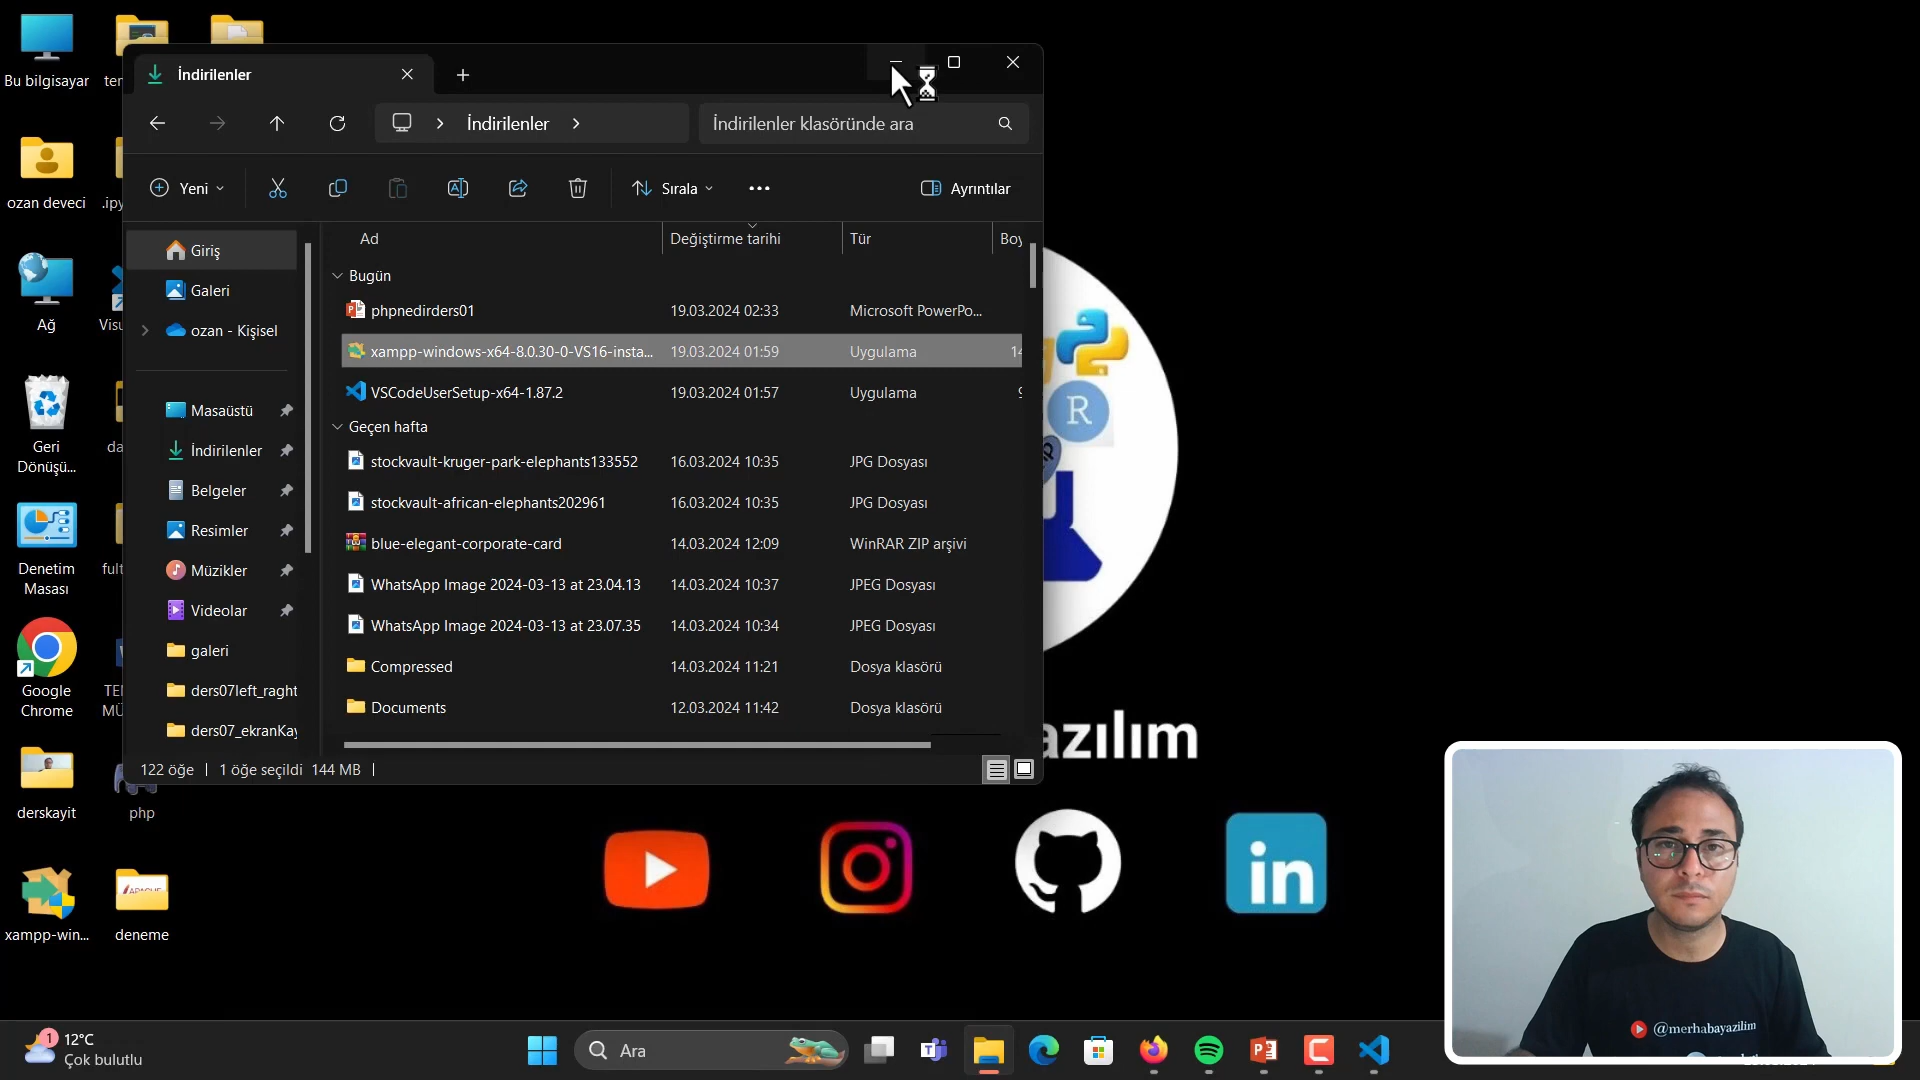 Bu bilgisayar
ozan deveci
.ipy
Ağ
Visu
Geri
Dönüşü...
da
Denetim
Masası
fult
Google
Chrome
derskayit
php
xampp-win...
deneme
İndirilenler
İndirilenler
İndirilenler klasöründe ara
Yeni
Sırala
Ayrıntılar
Giriş
Galeri
ozan - Kişisel
Masaüstü
İndirilenler
Belgeler
Resimler
Müzikler
Videolar
galeri
ders07left_raght
ders07_ekranKay
Ad Değiştirme tarihi Tür Boy
Bugün
phpnedirders01 19.03.2024 02:33 Microsoft PowerPo...
xampp-windows-x64-8.0.30-0-VS16-insta... 19.03.2024 01:59 Uygulama 14
VSCodeUserSetup-x64-1.87.2 19.03.2024 01:57 Uygulama
Geçen hafta
stockvault-kruger-park-elephants133552 16.03.2024 10:35 JPG Dosyası
stockvault-african-elephants202961 16.03.2024 10:35 JPG Dosyası
blue-elegant-corporate-card 14.03.2024 12:09 WinRAR ZIP arşivi
WhatsApp Image 2024-03-13 at 23.04.13 14.03.2024 10:37 JPEG Dosyası
WhatsApp Image 2024-03-13 at 23.07.35 14.03.2024 10:34 JPEG Dosyası
Compressed 14.03.2024 11:21 Dosya klasörü
Documents 12.03.2024 11:42 Dosya klasörü
122 öğe 1 öğe seçildi 144 MB
R
azılım
in
@merhabayazilim
1
12°C
Çok bulutlu
Ara